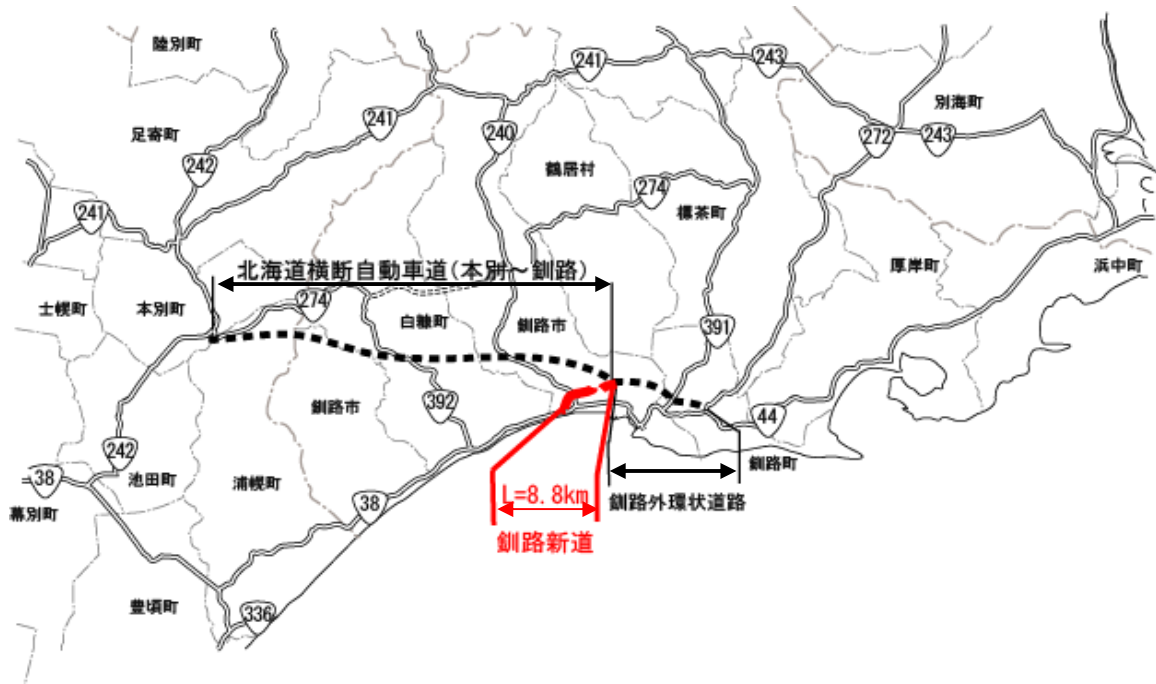 陸別町
241
243
足寄町
241
240
別海町
272
243
242
鶴居村
274
標茶町
241
北海道横断自動車道(本別～釧路)
厚岸町
浜中町
士幌町
本別町
274
白糠町
釧路市
391
釧路市
392
44
242
38
池田町
浦幌町
釧路町
L=8.8km
釧路外環状道路
38
幕別町
釧路新道
豊頃町
336